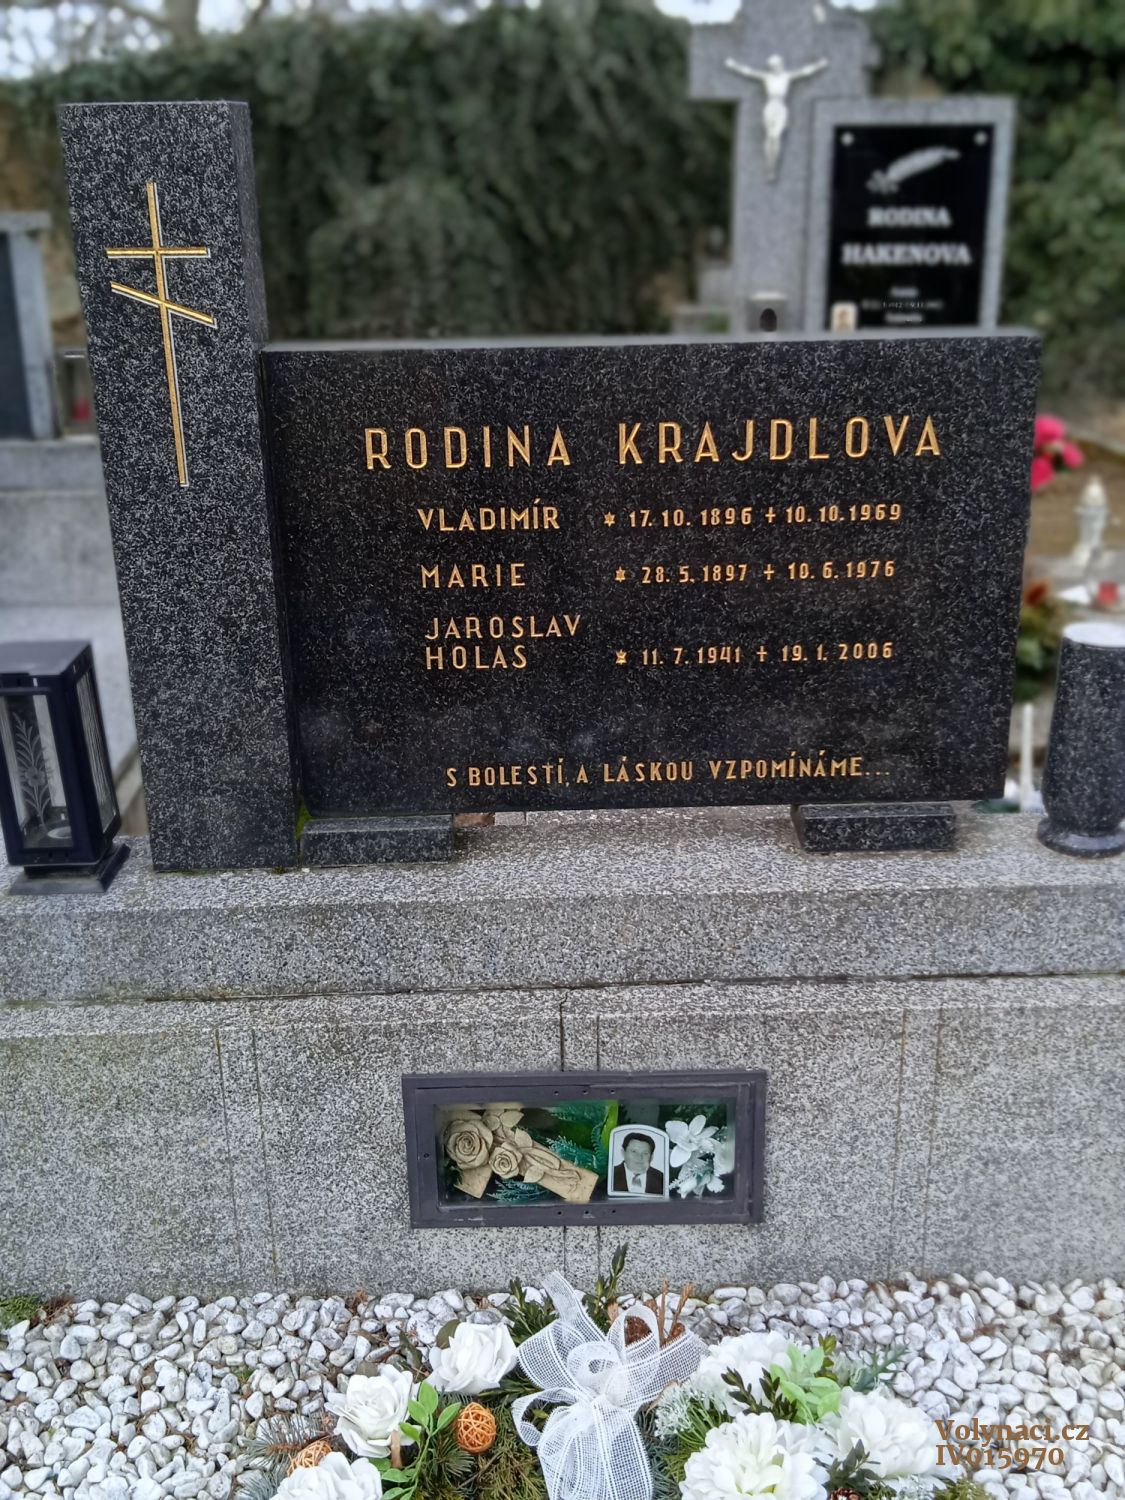 RODINA
HAKENOVA
RODINA KRAJDLOVA
VLADIMÍR * 17.10.1896 + 10.10.1969
MARIE * 28.5.1897 + 10.6.1976
JAROSLAV
HOLAS * 11.7.1941 + 19.1.2006
S BOLESTÍ, A LÁSKOU VZPOMÍNÁME...
Volynaci.cz
IV015970